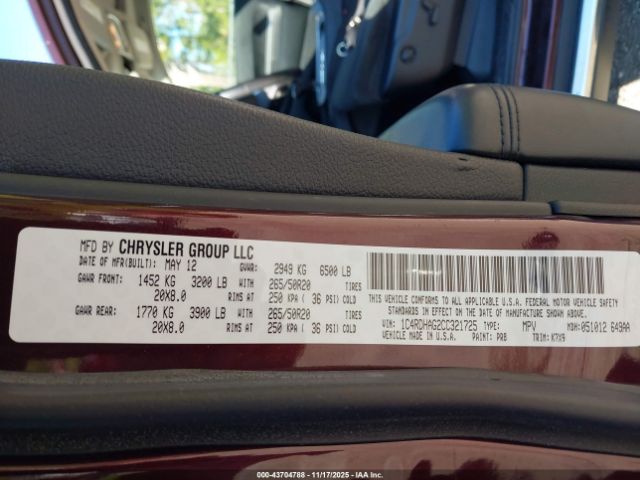 MFD BY CHRYSLER GROUP LLC
DATE OF MFR(BUILT): MAY 12 GVWR: 2949 KG 6500 LB
GAWR FRONT: 1452 KG 3200 LB 265/50R20
20X8.0 RIMS AT 250 KPA ( 36 PSI) COLD
GAWR REAR: 1770 KG 3900 LB 265/50R20
20X8.0 RIMS AT 250 KPA ( 36 PSI) COLD
THIS VEHICLE CONFORMS TO ALL APPLICABLE U.S.A. FEDERAL MOTOR VEHICLE SAFETY
STANDARDS IN EFFECT ON THE DATE OF MANUFACTURE SHOWN ABOVE.
VIN: 1C4RDHAG2CC321725 TYPE: MPV MDH: 051012 649AA
VEHICLE MADE IN U.S.A. PAINT: PRB TRIM: K7X9
000-43704788 - 11/17/2025 - IAA Inc.